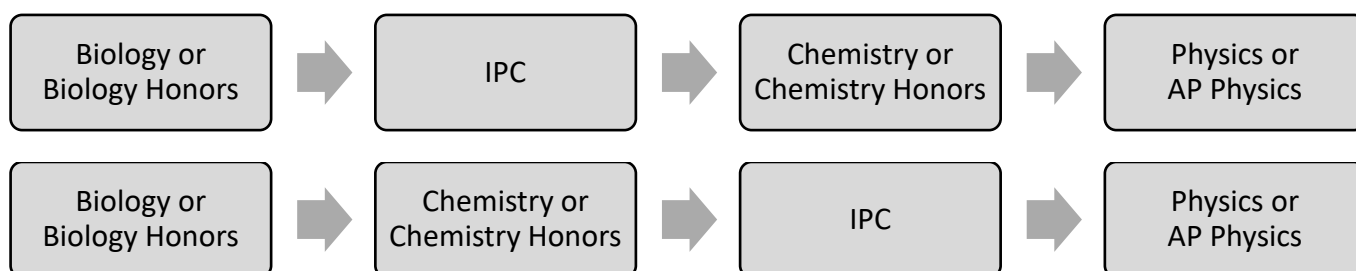 Biology or
Biology Honors
IPC
Chemistry or
Chemistry Honors
Physics or
AP Physics
Biology or
Biology Honors
Chemistry or
Chemistry Honors
IPC
Physics or
AP Physics